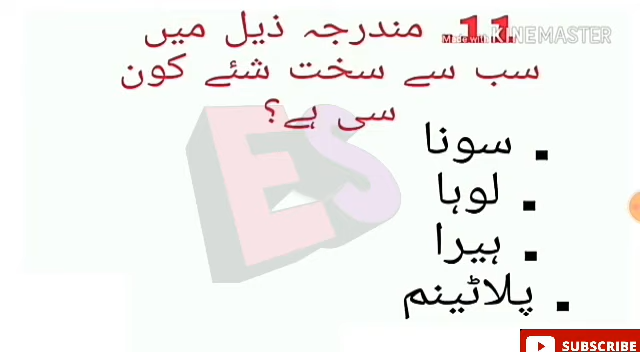 11. مندرجہ ذیل میں
Made with KINEMASTER
سب سے سخت شئے کون
سی ہے؟
ES
▪ سونا
▪ لوہا
▪ ہیرا
▪ پلاٹینم
SUBSCRIBE